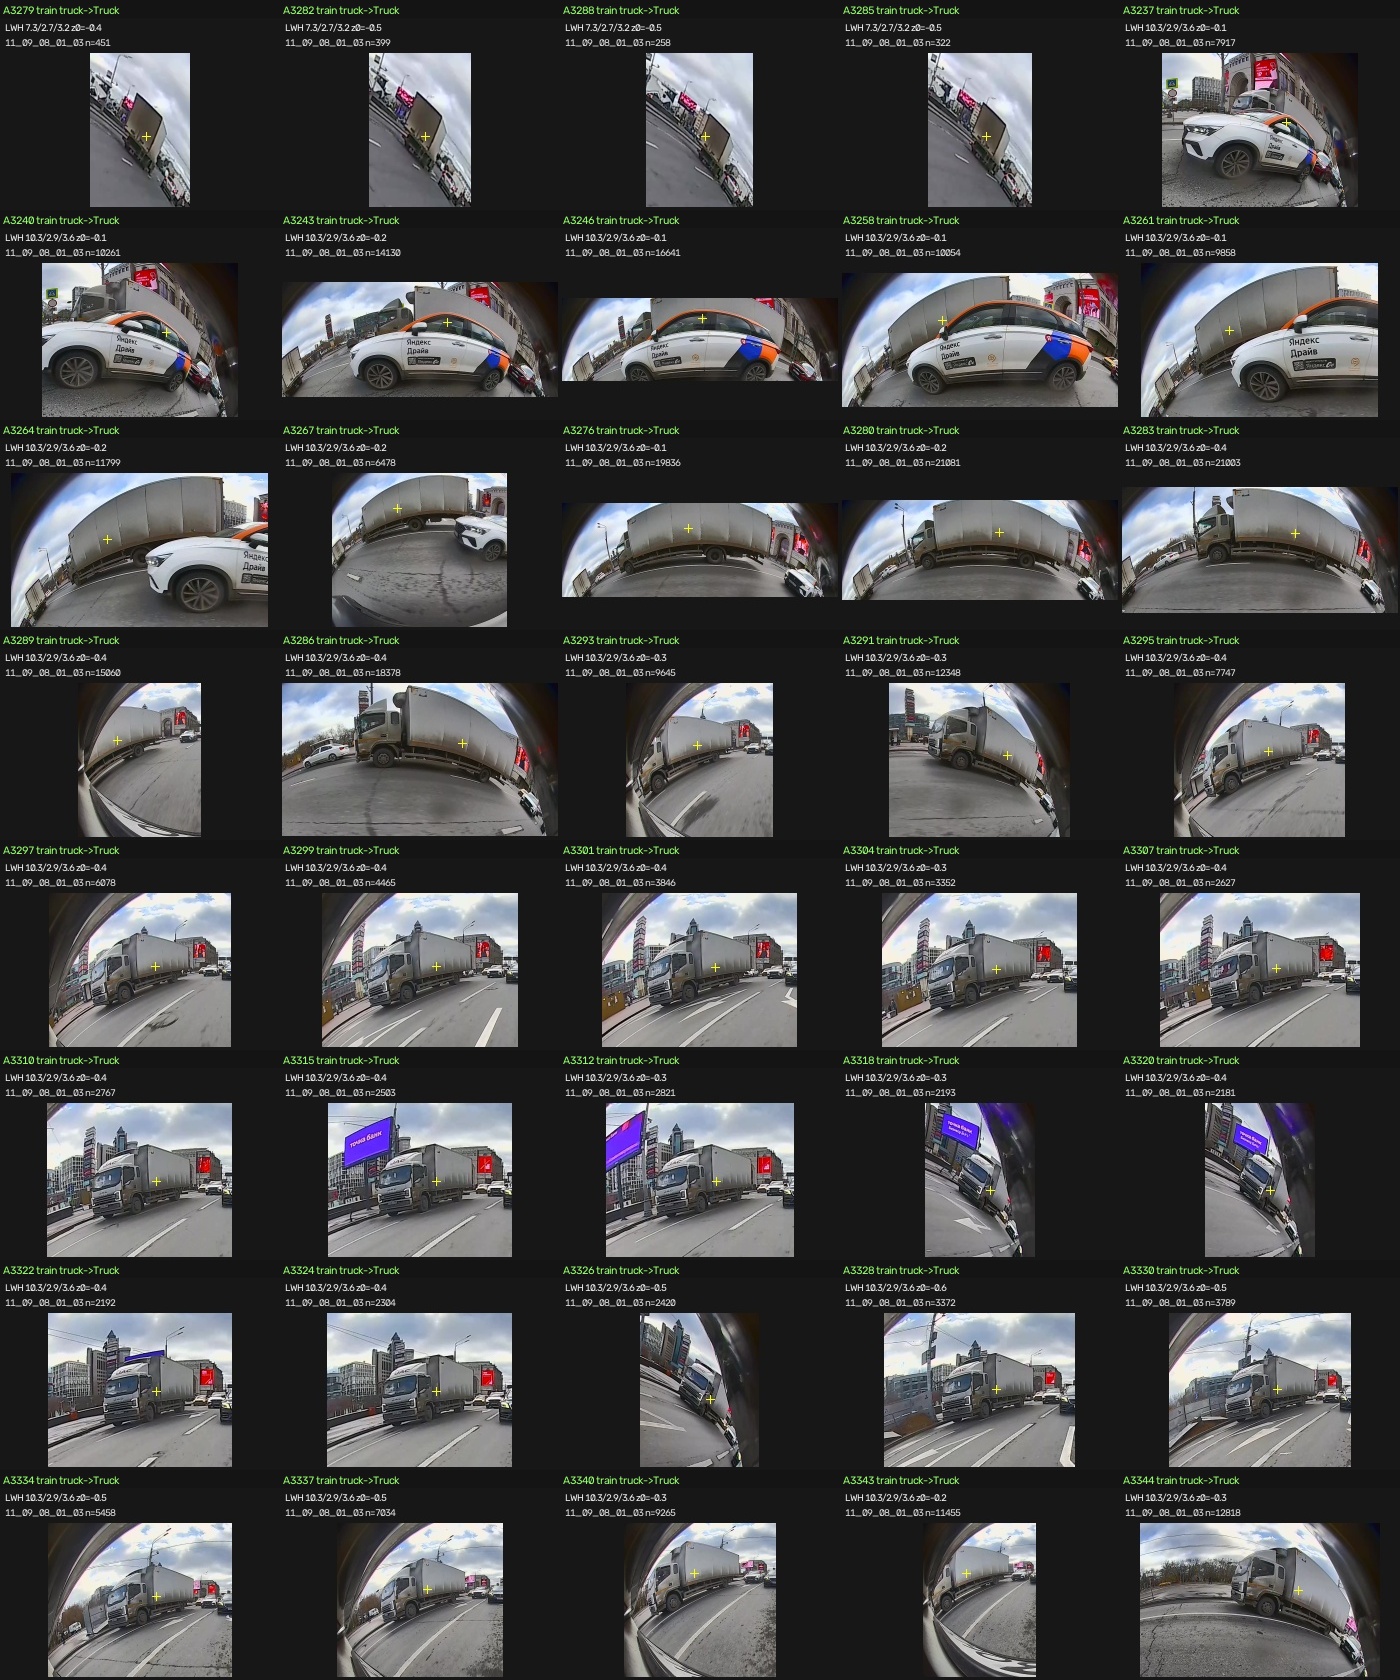 A3279 train truck->Truck
LWH 7.3/2.7/3.2 z0=-0.4
11_09_08_01_03 n=451
A3282 train truck->Truck
LWH 7.3/2.7/3.2 z0=-0.5
11_09_08_01_03 n=399
A3288 train truck->Truck
LWH 7.3/2.7/3.2 z0=-0.5
11_09_08_01_03 n=258
A3285 train truck->Truck
LWH 7.3/2.7/3.2 z0=-0.5
11_09_08_01_03 n=322
A3237 train truck->Truck
LWH 10.3/2.9/3.6 z0=-0.1
11_09_08_01_03 n=7917
A3240 train truck->Truck
LWH 10.3/2.9/3.6 z0=-0.1
11_09_08_01_03 n=10261
Яндекс
Драйв
A3243 train truck->Truck
LWH 10.3/2.9/3.6 z0=-0.2
11_09_08_01_03 n=14130
Яндекс
Драйв
A3246 train truck->Truck
LWH 10.3/2.9/3.6 z0=-0.1
11_09_08_01_03 n=16641
Яндекс
Драйв
A3258 train truck->Truck
LWH 10.3/2.9/3.6 z0=-0.1
11_09_08_01_03 n=10054
Яндекс
Драйв
A3261 train truck->Truck
LWH 10.3/2.9/3.6 z0=-0.1
11_09_08_01_03 n=9858
Яндекс
Драйв
A3264 train truck->Truck
LWH 10.3/2.9/3.6 z0=-0.2
11_09_08_01_03 n=11799
A3267 train truck->Truck
LWH 10.3/2.9/3.6 z0=-0.2
11_09_08_01_03 n=6478
A3276 train truck->Truck
LWH 10.3/2.9/3.6 z0=-0.1
11_09_08_01_03 n=19836
A3280 train truck->Truck
LWH 10.3/2.9/3.6 z0=-0.2
11_09_08_01_03 n=21081
A3283 train truck->Truck
LWH 10.3/2.9/3.6 z0=-0.4
11_09_08_01_03 n=21003
A3289 train truck->Truck
LWH 10.3/2.9/3.6 z0=-0.4
11_09_08_01_03 n=15060
A3286 train truck->Truck
LWH 10.3/2.9/3.6 z0=-0.4
11_09_08_01_03 n=18378
A3293 train truck->Truck
LWH 10.3/2.9/3.6 z0=-0.3
11_09_08_01_03 n=9645
A3291 train truck->Truck
LWH 10.3/2.9/3.6 z0=-0.3
11_09_08_01_03 n=12348
A3295 train truck->Truck
LWH 10.3/2.9/3.6 z0=-0.4
11_09_08_01_03 n=7747
A3297 train truck->Truck
LWH 10.3/2.9/3.6 z0=-0.4
11_09_08_01_03 n=6078
A3299 train truck->Truck
LWH 10.3/2.9/3.6 z0=-0.4
11_09_08_01_03 n=4465
A3301 train truck->Truck
LWH 10.3/2.9/3.6 z0=-0.4
11_09_08_01_03 n=3846
A3304 train truck->Truck
LWH 10.3/2.9/3.6 z0=-0.3
11_09_08_01_03 n=3352
A3307 train truck->Truck
LWH 10.3/2.9/3.6 z0=-0.4
11_09_08_01_03 n=2627
A3310 train truck->Truck
LWH 10.3/2.9/3.6 z0=-0.4
11_09_08_01_03 n=2767
A3315 train truck->Truck
LWH 10.3/2.9/3.6 z0=-0.4
11_09_08_01_03 n=2503
точка банк
A3312 train truck->Truck
LWH 10.3/2.9/3.6 z0=-0.3
11_09_08_01_03 n=2821
A3318 train truck->Truck
LWH 10.3/2.9/3.6 z0=-0.3
11_09_08_01_03 n=2193
точка банк
A3320 train truck->Truck
LWH 10.3/2.9/3.6 z0=-0.4
11_09_08_01_03 n=2181
точка банк
A3322 train truck->Truck
LWH 10.3/2.9/3.6 z0=-0.4
11_09_08_01_03 n=2192
A3324 train truck->Truck
LWH 10.3/2.9/3.6 z0=-0.4
11_09_08_01_03 n=2304
A3326 train truck->Truck
LWH 10.3/2.9/3.6 z0=-0.5
11_09_08_01_03 n=2420
A3328 train truck->Truck
LWH 10.3/2.9/3.6 z0=-0.6
11_09_08_01_03 n=3372
A3330 train truck->Truck
LWH 10.3/2.9/3.6 z0=-0.5
11_09_08_01_03 n=3789
A3334 train truck->Truck
LWH 10.3/2.9/3.6 z0=-0.5
11_09_08_01_03 n=5458
A3337 train truck->Truck
LWH 10.3/2.9/3.6 z0=-0.5
11_09_08_01_03 n=7034
A3340 train truck->Truck
LWH 10.3/2.9/3.6 z0=-0.3
11_09_08_01_03 n=9265
A3343 train truck->Truck
LWH 10.3/2.9/3.6 z0=-0.2
11_09_08_01_03 n=11455
A3344 train truck->Truck
LWH 10.3/2.9/3.6 z0=-0.3
11_09_08_01_03 n=12818